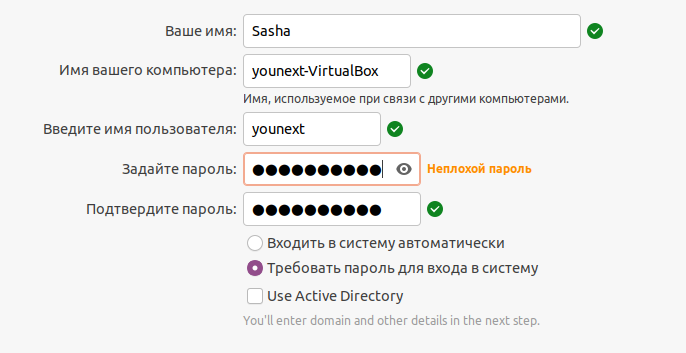 Ваше имя: Sasha
Имя вашего компьютера: younext-VirtualBox
Имя, используемое при связи с другими компьютерами.
Введите имя пользователя: younext
Задайте пароль: ●●●●●●●●●● Неплохой пароль
Подтвердите пароль: ●●●●●●●●●●
Входить в систему автоматически
Требовать пароль для входа в систему
Use Active Directory
You'll enter domain and other details in the next step.